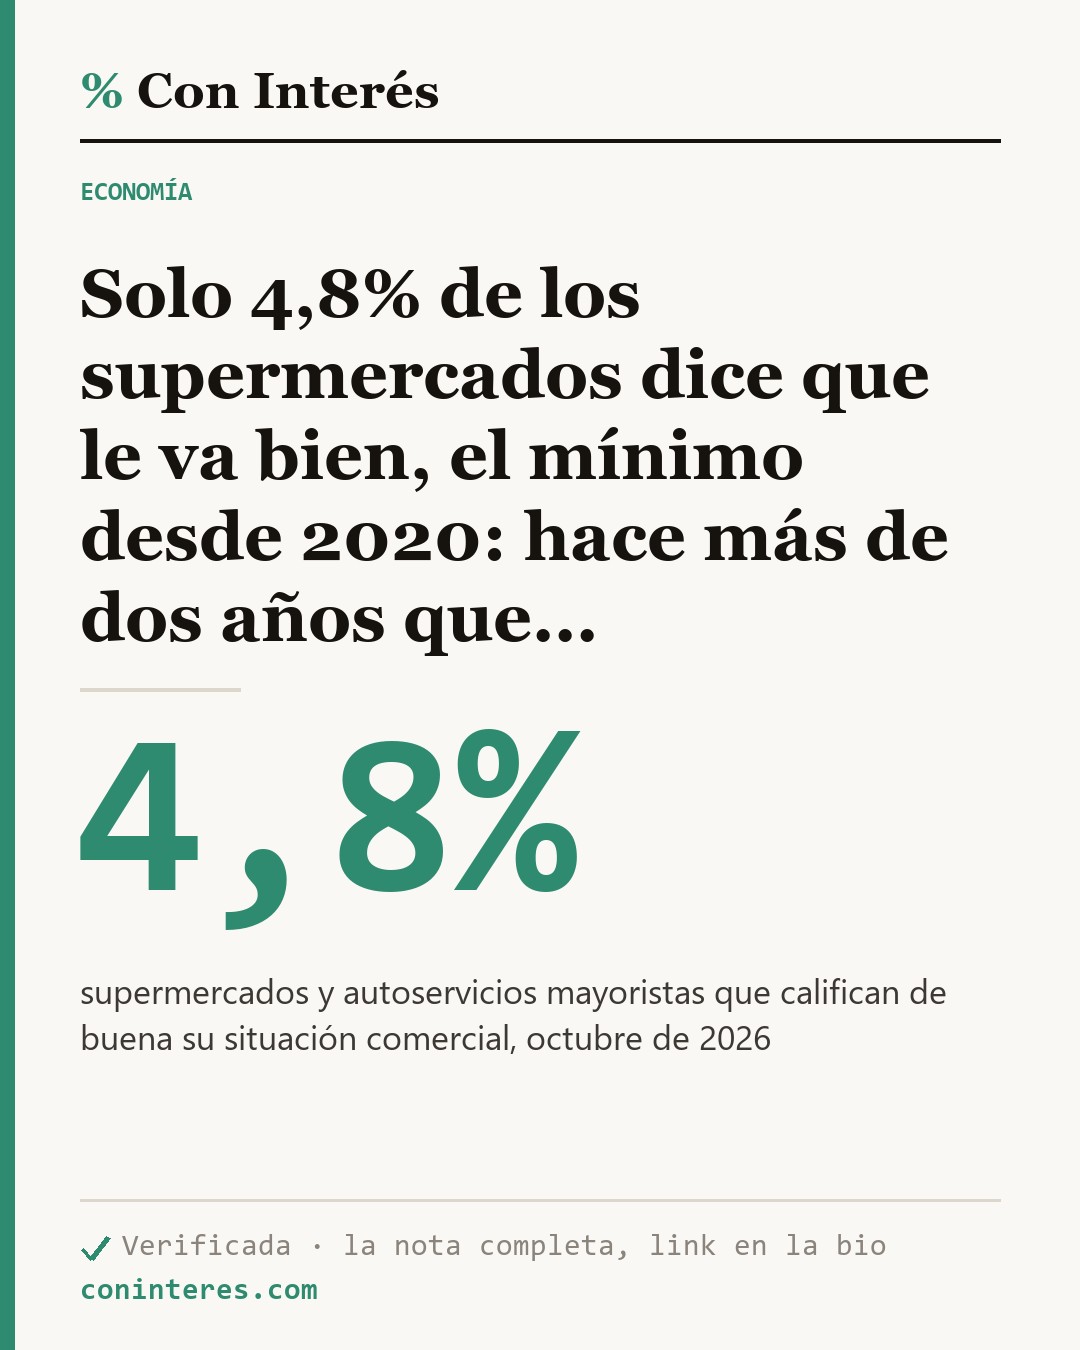 % Con Interés
ECONOMÍA
Solo 4,8% de los
supermercados dice que
le va bien, el mínimo
desde 2020: hace más de
dos años que...
4,8%
supermercados y autoservicios mayoristas que califican de
buena su situación comercial, octubre de 2026
Verificada · la nota completa, link en la bio
coninteres.com